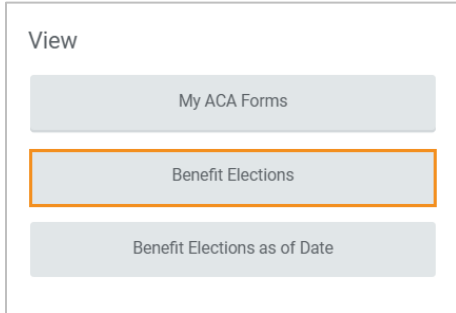 View
My ACA Forms
Benefit Elections
Benefit Elections as of Date